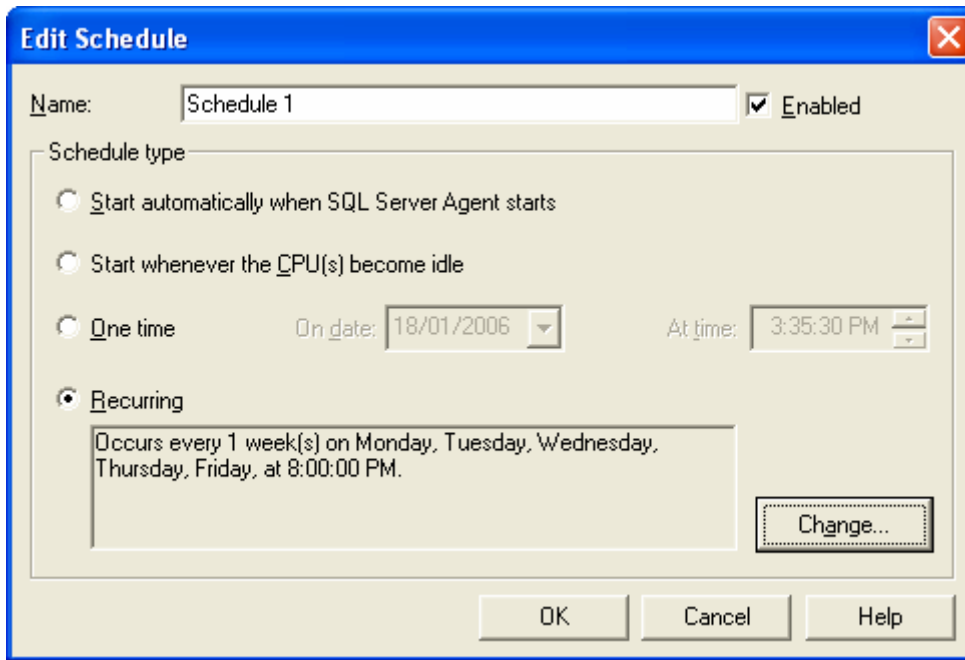 Edit Schedule
Name: Schedule 1 Enabled
Schedule type
Start automatically when SQL Server Agent starts
Start whenever the CPU(s) become idle
One time On date: 18/01/2006 At time: 3:35:30 PM
Recurring
Occurs every 1 week(s) on Monday, Tuesday, Wednesday,
Thursday, Friday, at 8:00:00 PM.
Change...
OK Cancel Help